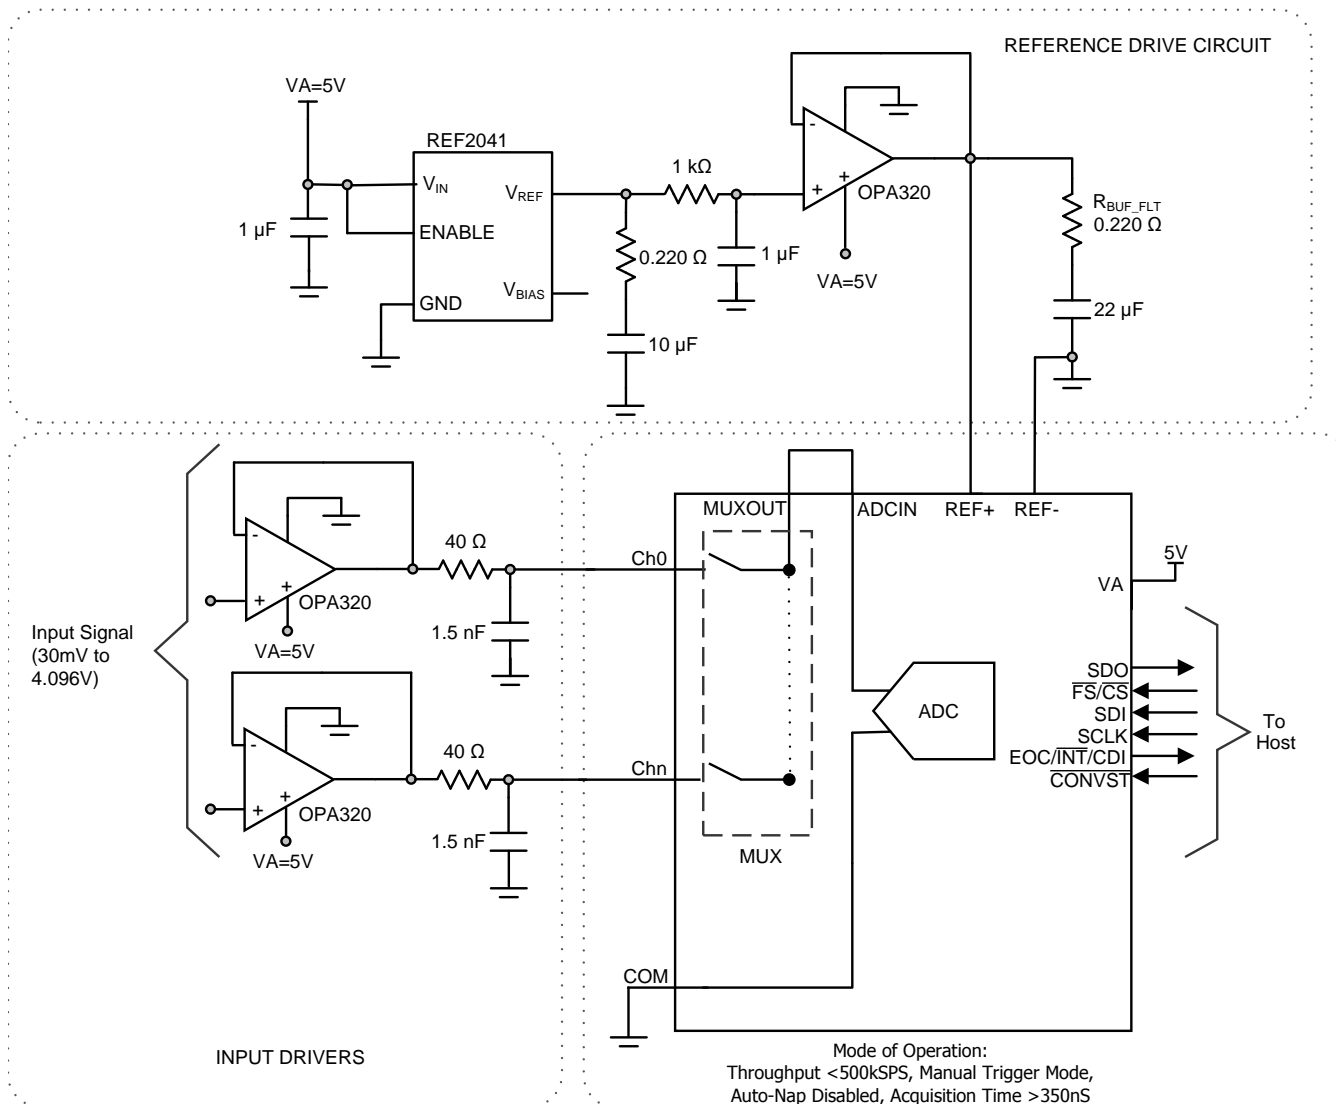 REFERENCE DRIVE CIRCUIT
VA=5V
REF2041
VIN
VREF
ENABLE
GND
VBIAS
1 µF
1 kΩ
0.220 Ω
10 µF
1 µF
-
+
+
OPA320
VA=5V
RBUF_FLT
0.220 Ω
22 µF
Input Signal
(30mV to
4.096V)
-
+
+
OPA320
VA=5V
40 Ω
1.5 nF
-
+
+
OPA320
VA=5V
40 Ω
1.5 nF
INPUT DRIVERS
MUXOUT
ADCIN
REF+
REF-
Ch0
Chn
MUX
ADC
COM
5V
VA
SDO
FS/CS
SDI
SCLK
EOC/INT/CDI
CONVST
To
Host
Mode of Operation:
Throughput <500kSPS, Manual Trigger Mode,
Auto-Nap Disabled, Acquisition Time >350nS